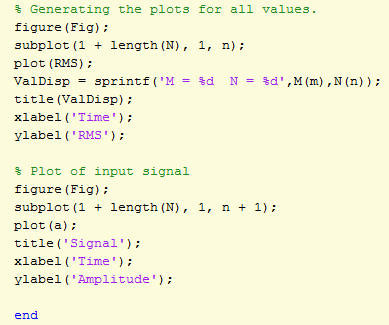 % Generating the plots for all values.
figure(Fig);
subplot(1 + length(N), 1, n);
plot(RMS);
ValDisp = sprintf('M = %d  N = %d',M(m),N(n));
title(ValDisp);
xlabel('Time');
ylabel('RMS');
% Plot of input signal
figure(Fig);
subplot(1 + length(N), 1, n + 1);
plot(a);
title('Signal');
xlabel('Time');
ylabel('Amplitude');
end